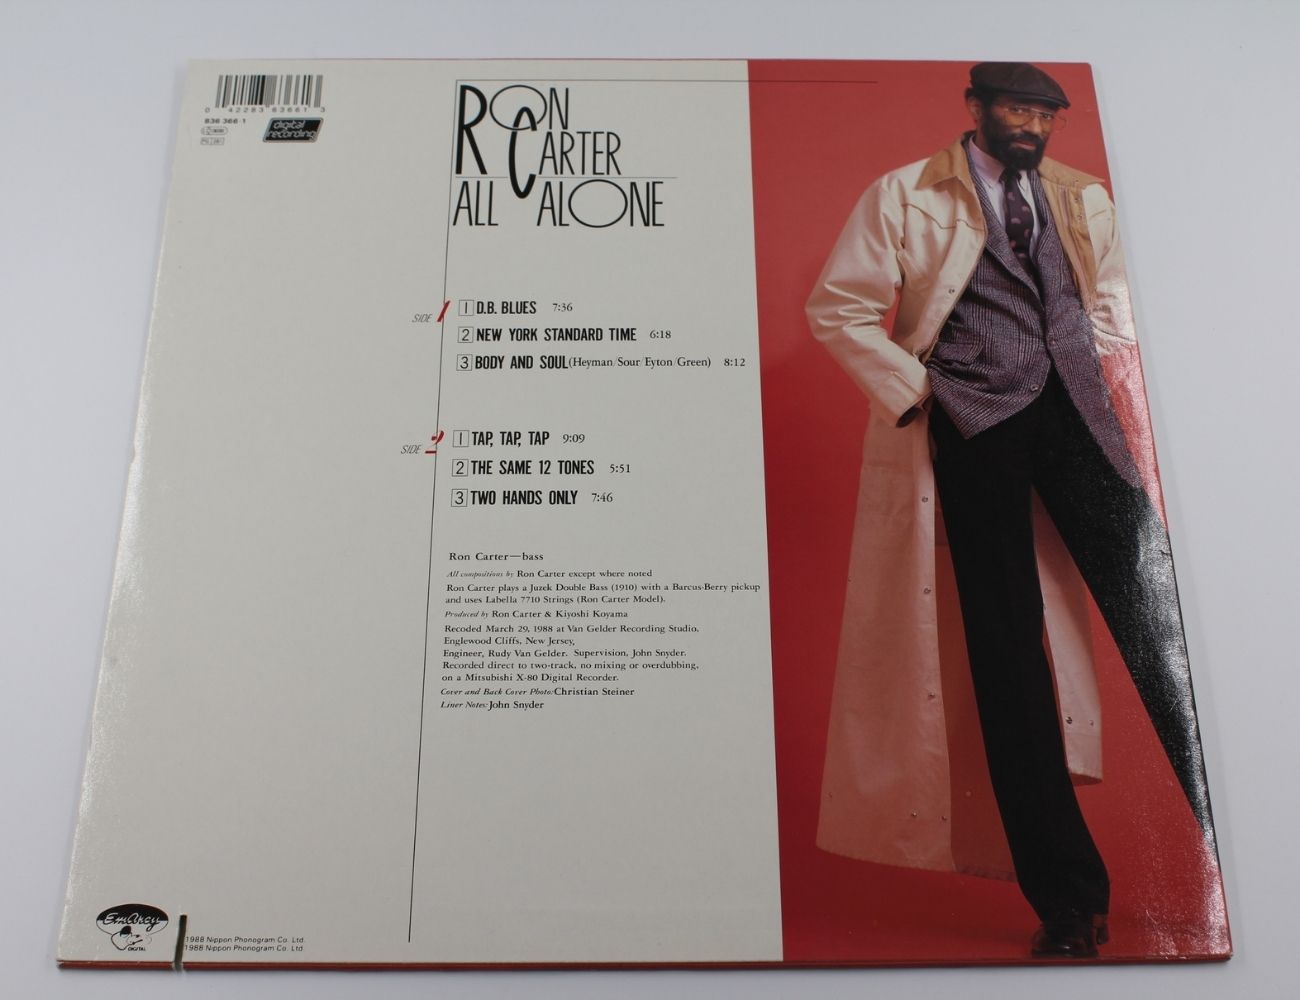 0 42283 63661 3
836 366-1
digital recording
RON
CARTER
ALL ALONE
SIDE 1
1 D.B. BLUES 7:36
2 NEW YORK STANDARD TIME 6:18
3 BODY AND SOUL (Heyman/Sour/Eyton/Green) 8:12
SIDE 2
1 TAP, TAP, TAP 9:09
2 THE SAME 12 TONES 5:51
3 TWO HANDS ONLY 7:46
Ron Carter—bass
All compositions by Ron Carter except where noted
Ron Carter plays a Juzek Double Bass (1910) with a Barcus-Berry pickup
and uses Labella 7710 Strings (Ron Carter Model).
Produced by Ron Carter & Kiyoshi Koyama
Recoded March 29, 1988 at Van Gelder Recording Studio,
Englewood Cliffs, New Jersey,
Engineer, Rudy Van Gelder. Supervision, John Snyder.
Recorded direct to two-track, no mixing or overdubbing,
on a Mitsubishi X-80 Digital Recorder.
Cover and Back Cover Photo: Christian Steiner
Liner Notes: John Snyder
EmArcy
DIGITAL
1988 Nippon Phonogram Co. Ltd.
1988 Nippon Phonogram Co. Ltd.